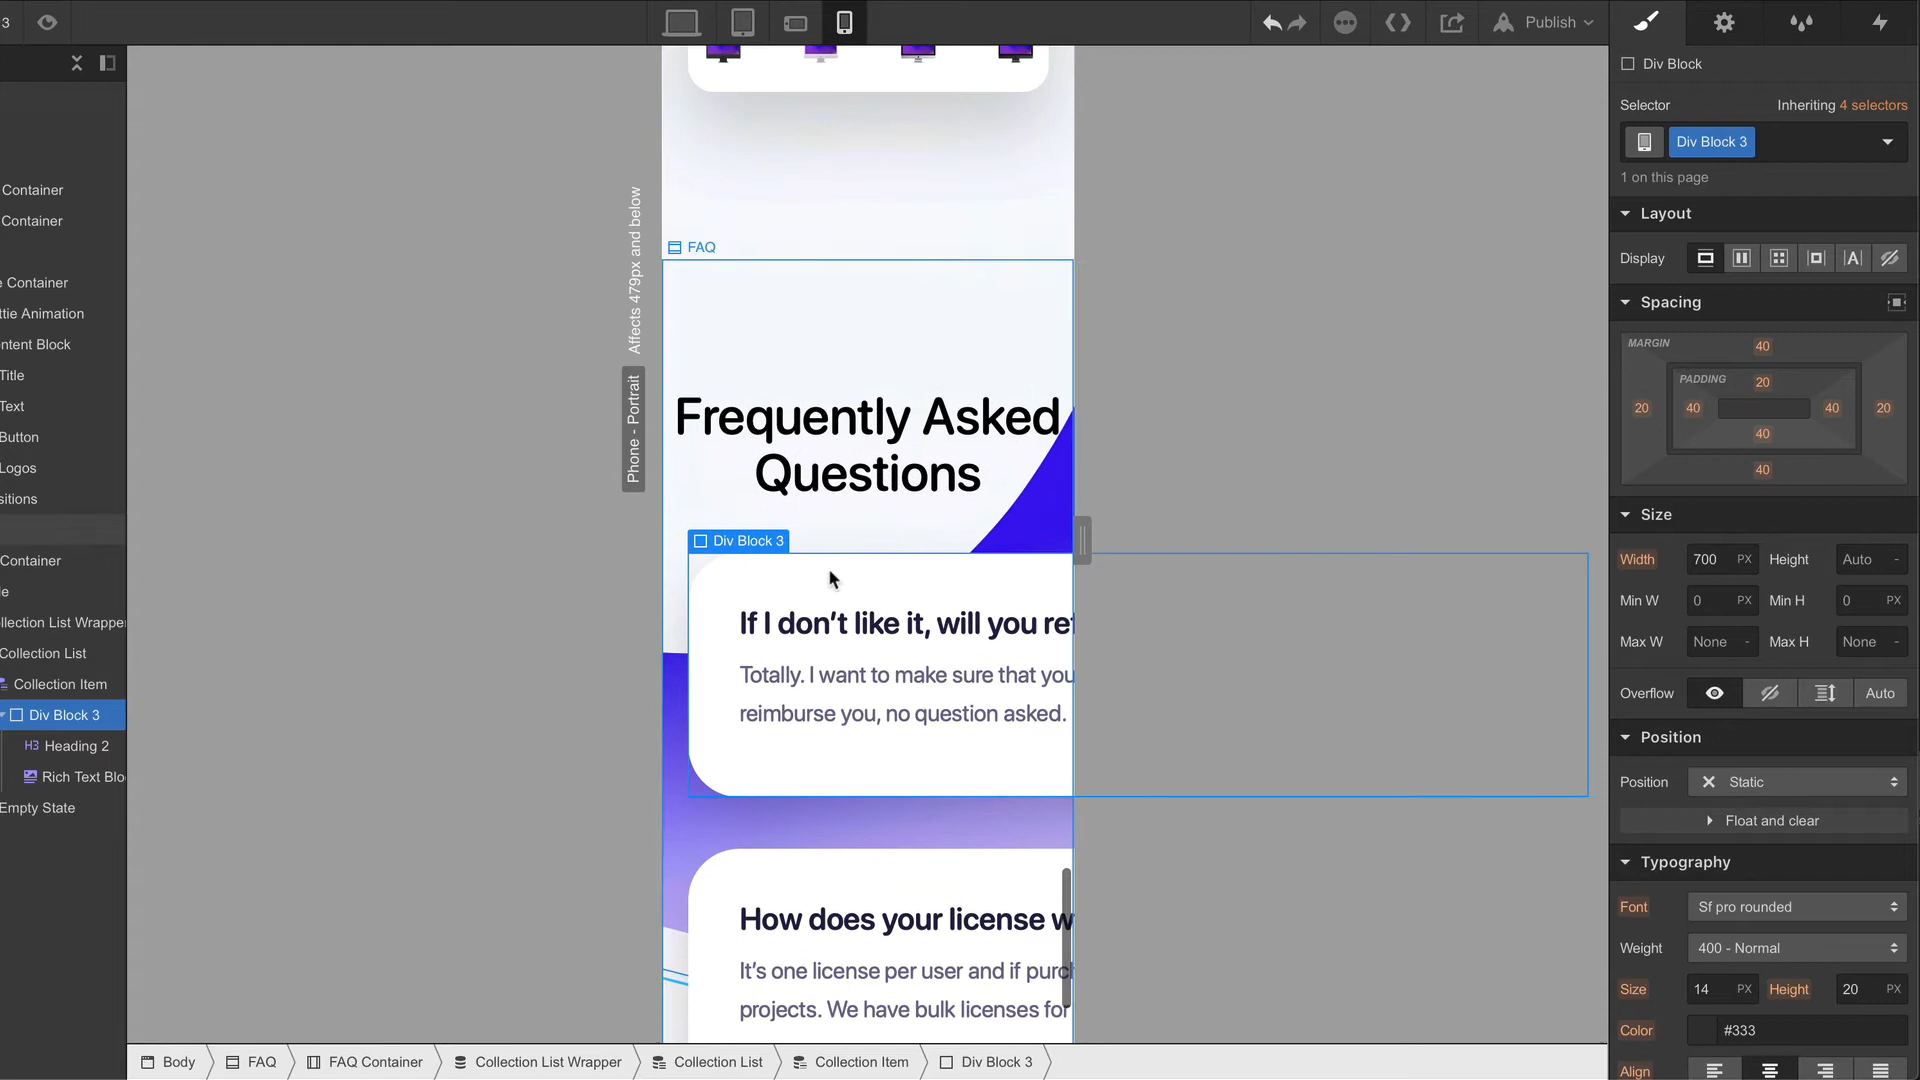 3
Publish
Container
Container
e Container
ttie Animation
ntent Block
Title
Text
Button
Logos
sitions
Container
le
llection List Wrapper
Collection List
Collection Item
Div Block 3
H3 Heading 2
Rich Text Blo
Empty State
Affects 479px and below
Phone - Portrait
FAQ
Frequently Asked
Questions
Div Block 3
If I don't like it, will you ref
Totally. I want to make sure that you
reimburse you, no question asked.
How does your license w
It's one license per user and if purch
projects. We have bulk licenses for
Body
FAQ
FAQ Container
Collection List Wrapper
Collection List
Collection Item
Div Block 3
Div Block
Selector
Inheriting 4 selectors
Div Block 3
1 on this page
Layout
Display
Spacing
MARGIN
40
PADDING
20
20
40
40
20
40
40
Size
Width 700 PX Height Auto -
Min W 0 PX Min H 0 PX
Max W None - Max H None -
Overflow Auto
Position
Position Static
Float and clear
Typography
Font Sf pro rounded
Weight 400 - Normal
Size 14 PX Height 20 PX
Color #333
Align